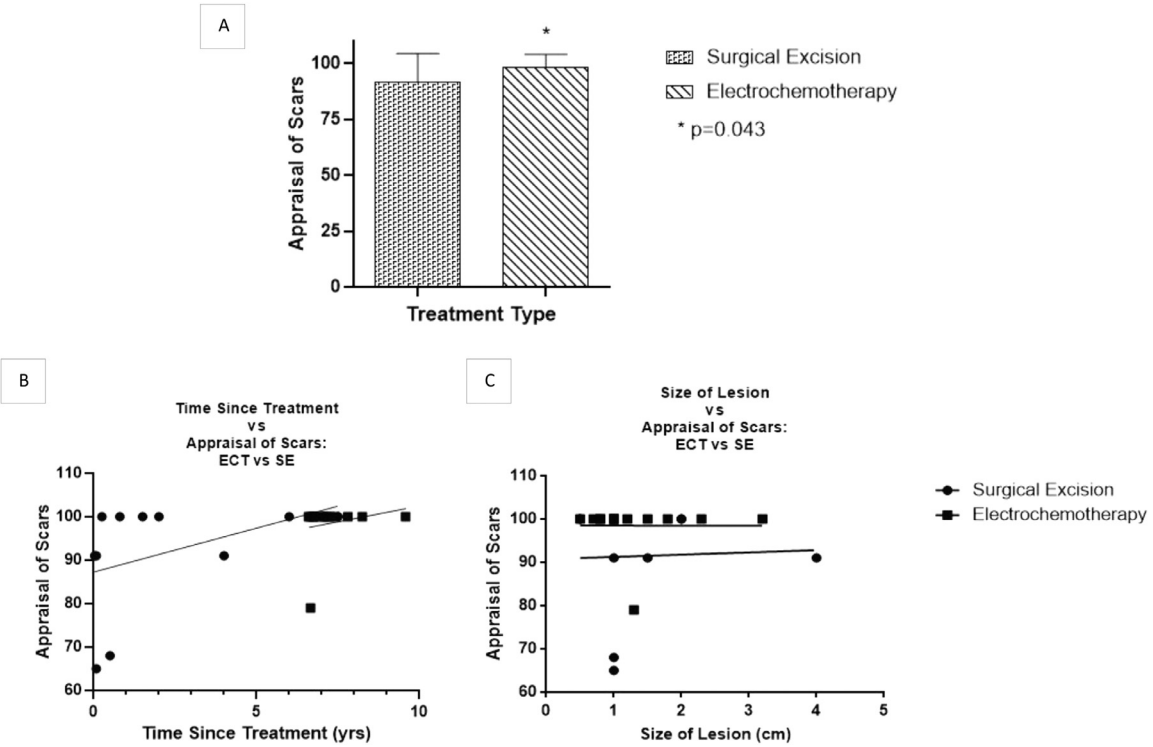 A
*
Appraisal of Scars
100
75
50
25
0
Treatment Type
Surgical Excision
Electrochemotherapy
* p=0.043
B
Time Since Treatment
vs
Appraisal of Scars:
ECT vs SE
Appraisal of Scars
110
100
90
80
70
60
0 5 10
Time Since Treatment (yrs)
C
Size of Lesion
vs
Appraisal of Scars:
ECT vs SE
Appraisal of Scars
110
100
90
80
70
60
0 1 2 3 4 5
Size of Lesion (cm)
Surgical Excision
Electrochemotherapy